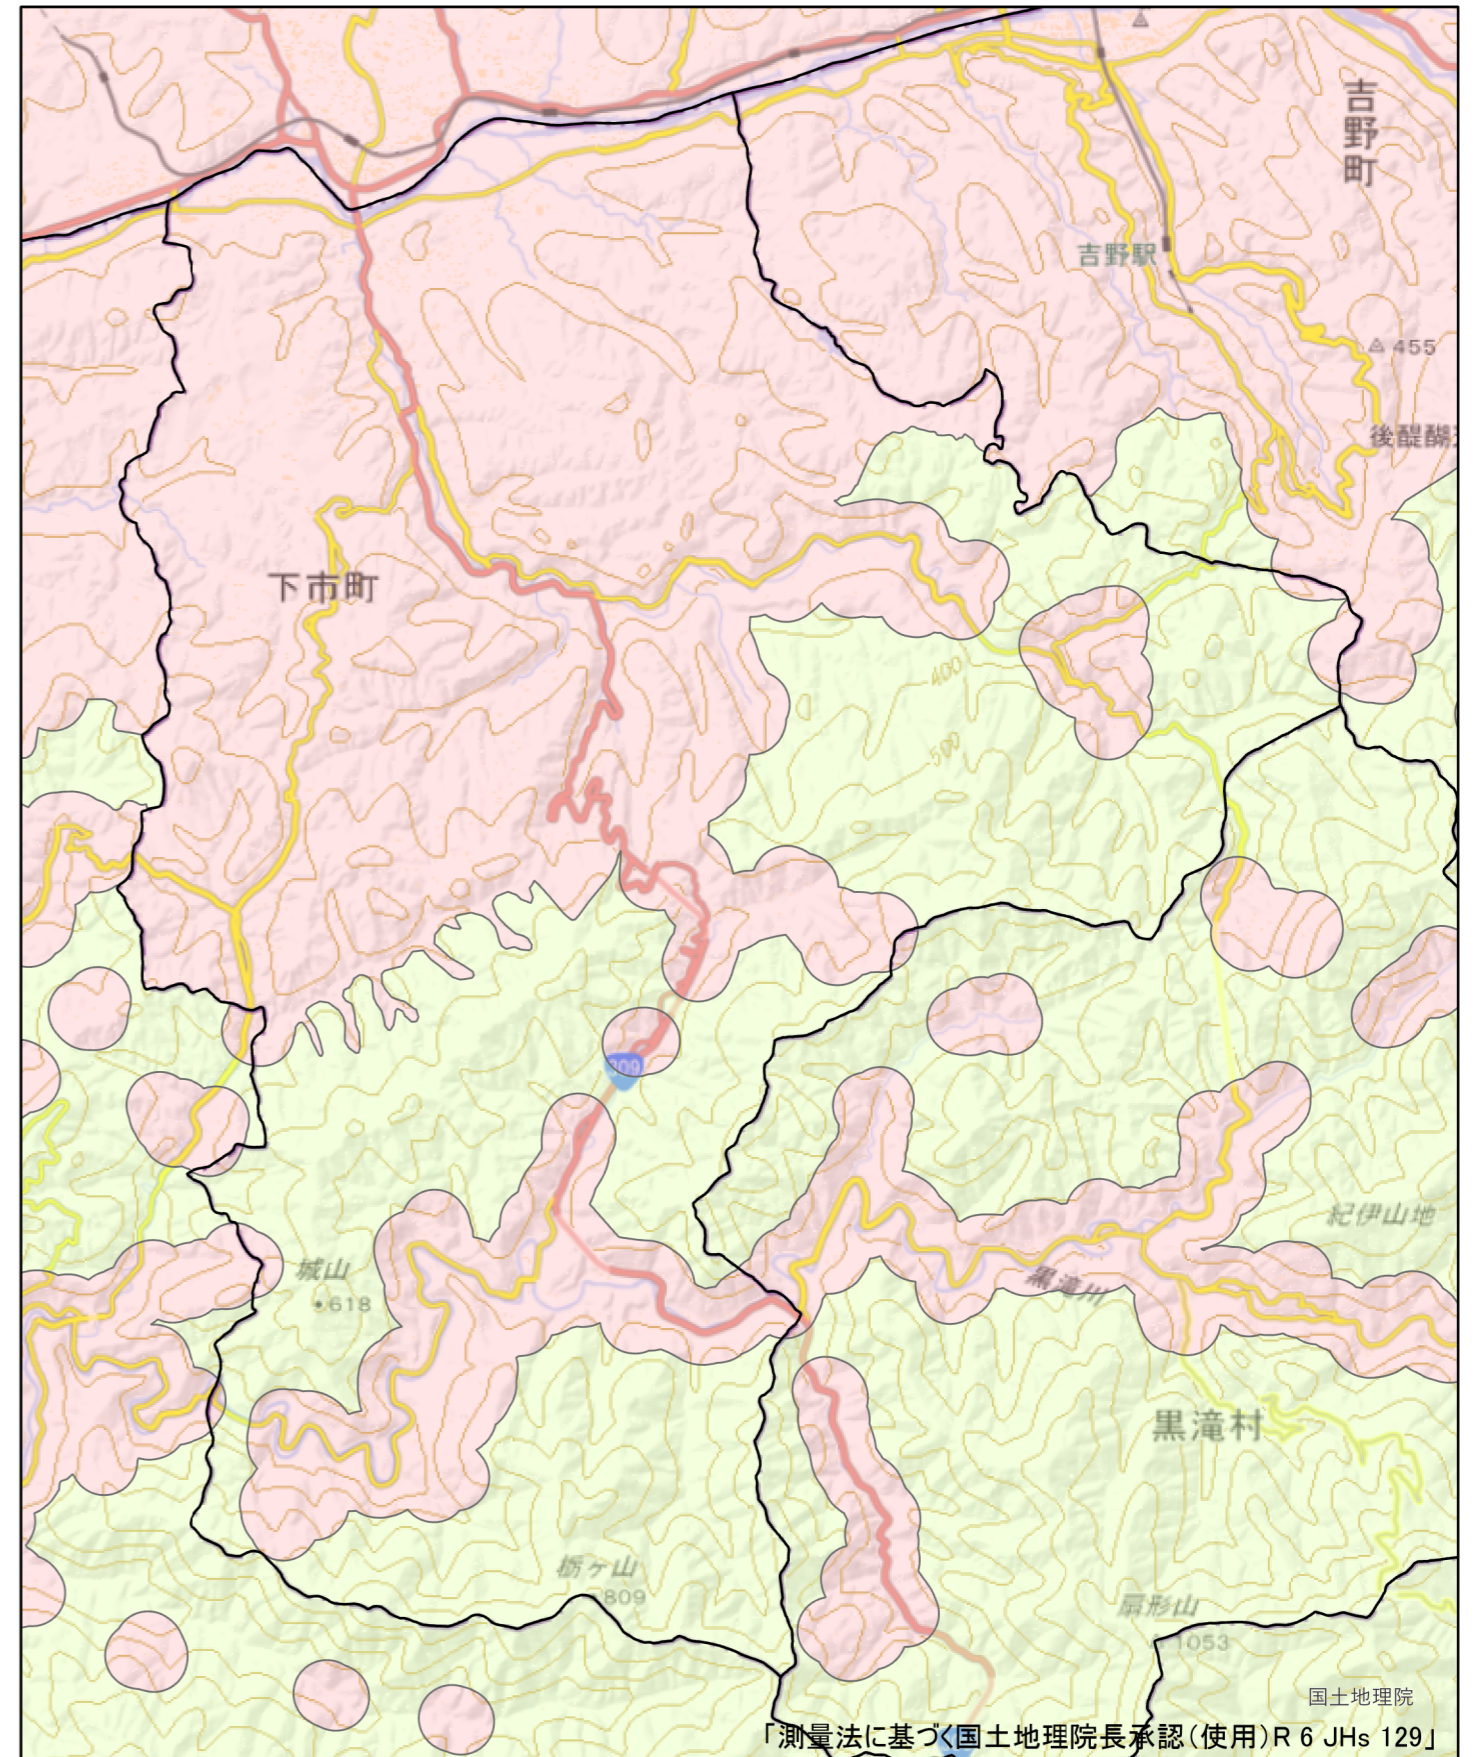 吉野町
吉野駅
455
後醍醐
下市町
400
500
309
城山
618
紀伊山地
黒滝川
黒滝村
栃ヶ山
809
扇形山
1053
国土地理院
「測量法に基づく国土地理院長承認(使用)R 6 JHs 129」